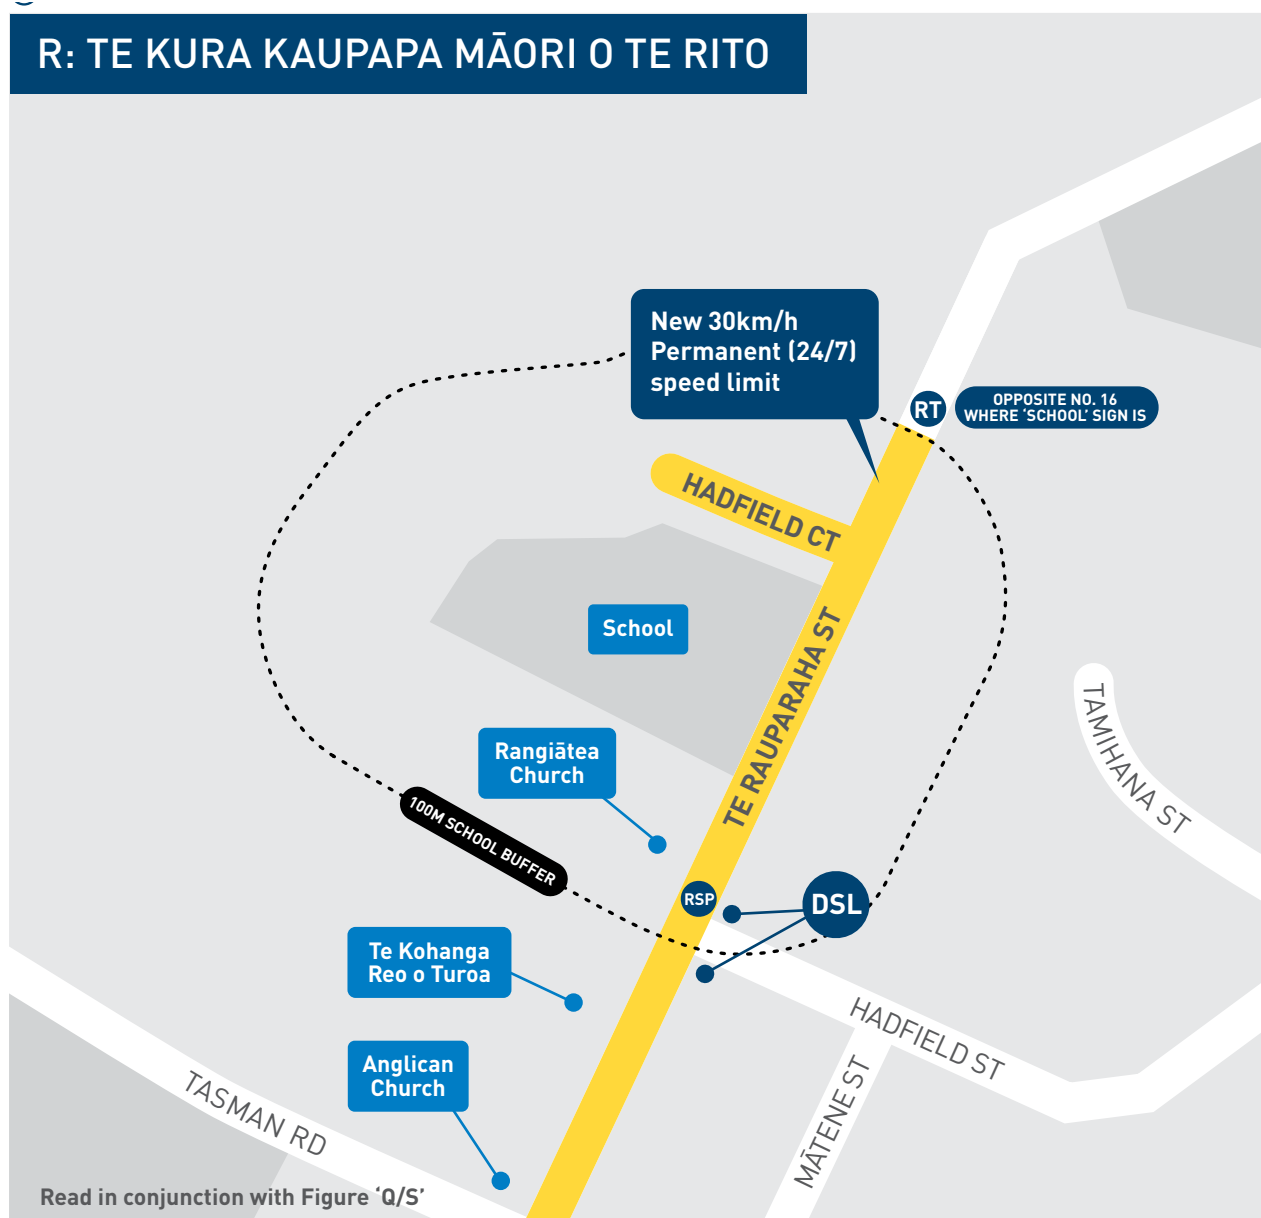 R: TE KURA KAUPAPA MĀORI O TE RITO
New 30km/h
Permanent (24/7)
speed limit
RT
OPPOSITE NO. 16
WHERE ‘SCHOOL’ SIGN IS
HADFIELD CT
School
TE RAUPARAHA ST
TAMIHANA ST
Rangiātea
Church
100M SCHOOL BUFFER
RSP
DSL
Te Kohanga
Reo o Turoa
HADFIELD ST
Anglican
Church
MĀTENE ST
TASMAN RD
Read in conjunction with Figure ‘Q/S’